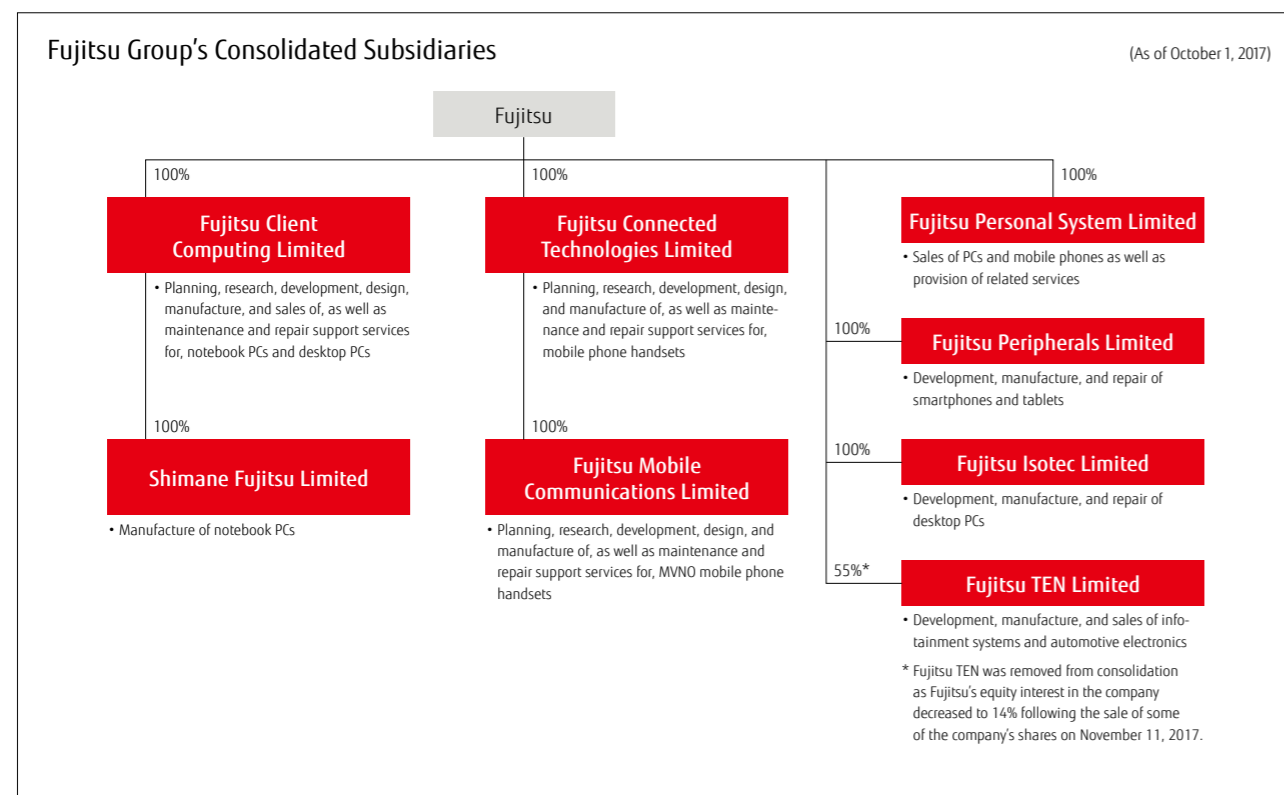 Fujitsu Group's Consolidated Subsidiaries
(As of October 1, 2017)
Fujitsu
100%
Fujitsu Client
Computing Limited
• Planning, research, development, design,
manufacture, and sales of, as well as
maintenance and repair support services
for, notebook PCs and desktop PCs
100%
Shimane Fujitsu Limited
• Manufacture of notebook PCs
100%
Fujitsu Connected
Technologies Limited
• Planning, research, development, design,
and manufacture of, as well as mainte-
nance and repair support services for,
mobile phone handsets
100%
Fujitsu Mobile
Communications Limited
• Planning, research, development, design, and
manufacture of, as well as maintenance and
repair support services for, MVNO mobile phone
handsets
100%
Fujitsu Personal System Limited
• Sales of PCs and mobile phones as well as
provision of related services
100%
Fujitsu Peripherals Limited
• Development, manufacture, and repair of
smartphones and tablets
100%
Fujitsu Isotec Limited
• Development, manufacture, and repair of
desktop PCs
55%*
Fujitsu TEN Limited
• Development, manufacture, and sales of info-
tainment systems and automotive electronics
* Fujitsu TEN was removed from consolidation
as Fujitsu's equity interest in the company
decreased to 14% following the sale of some
of the company's shares on November 11, 2017.